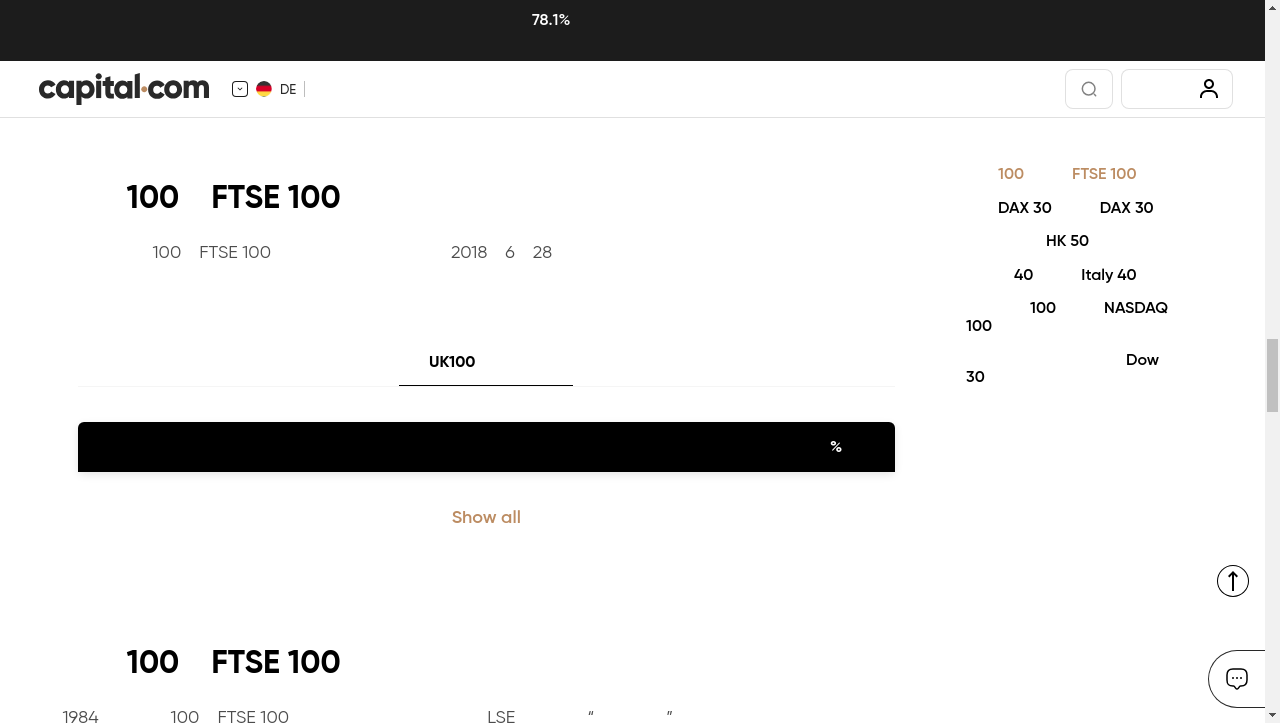 78.1%
capital.com DE
100 FTSE 100
100 FTSE 100 2018 6 28
UK100
%
Show all
100 FTSE 100
1984 100 FTSE 100 LSE “ ”
100 FTSE 100
DAX 30 DAX 30
HK 50
40 Italy 40
100 NASDAQ
100
Dow
30